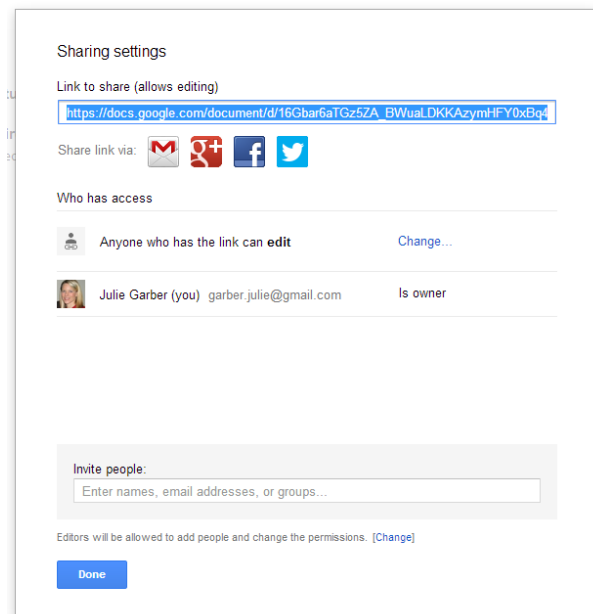 Sharing settings
Link to share (allows editing)
https://docs.google.com/document/d/16Gbar6aTGz5ZA_BWuaLDKKAzymHFY0xBq4
Share link via:
Who has access
Anyone who has the link can edit Change...
Julie Garber (you) garber.julie@gmail.com Is owner
Invite people:
Enter names, email addresses, or groups...
Editors will be allowed to add people and change the permissions. [Change]
Done